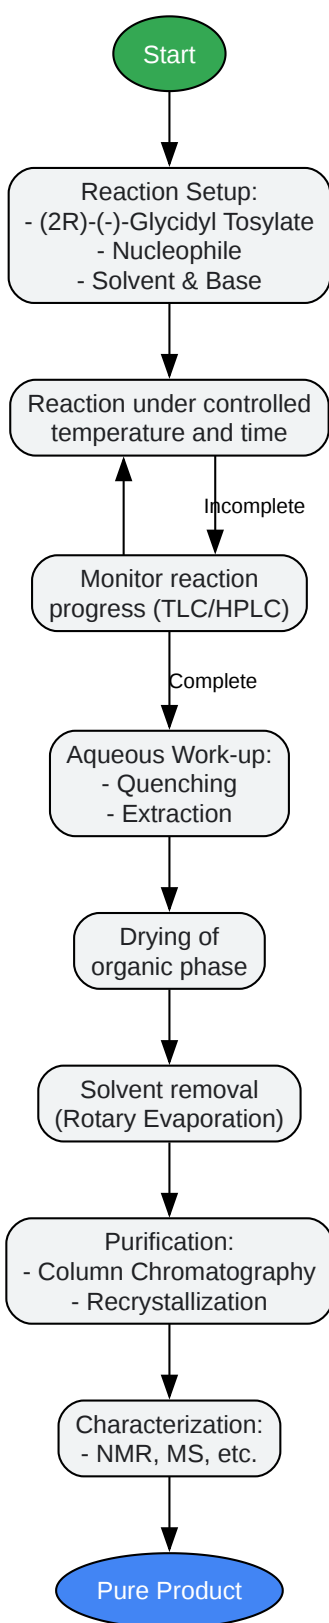 Start
Reaction Setup:
- (2R)-(-)-Glycidyl Tosylate
- Nucleophile
- Solvent & Base
Reaction under controlled
temperature and time
Incomplete
Monitor reaction
progress (TLC/HPLC)
Complete
Aqueous Work-up:
- Quenching
- Extraction
Drying of
organic phase
Solvent removal
(Rotary Evaporation)
Purification:
- Column Chromatography
- Recrystallization
Characterization:
- NMR, MS, etc.
Pure Product